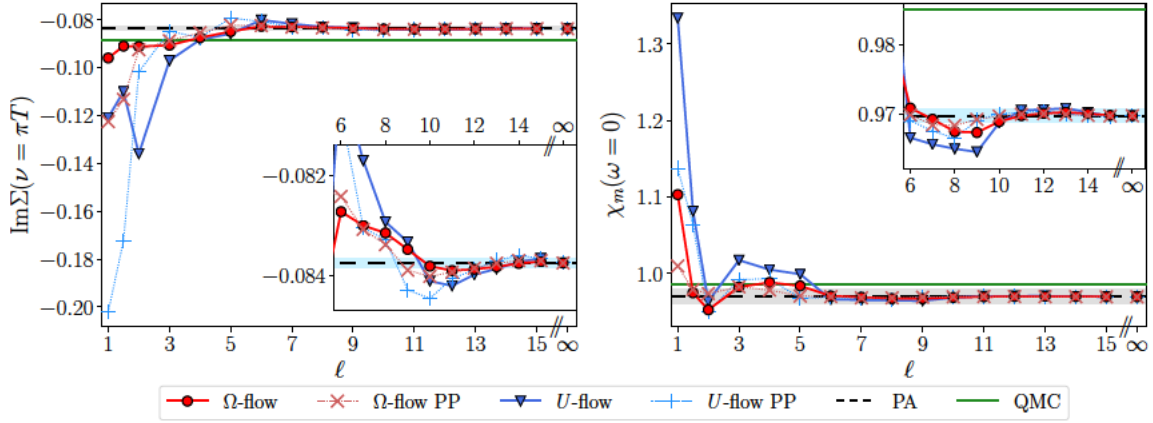 ImΣ(ν = πT)
−0.08
−0.10
−0.12
−0.14
−0.16
−0.18
−0.20
1 3 5 7 9 11 13 15 // ∞
ℓ
6 8 10 12 14 // ∞
−0.082
−0.084
χm(ω = 0)
1.3
1.2
1.1
1.0
1 3 5 7 9 11 13 15 // ∞
ℓ
0.98
0.97
6 8 10 12 14 // ∞
Ω-flow Ω-flow PP U-flow U-flow PP PA QMC